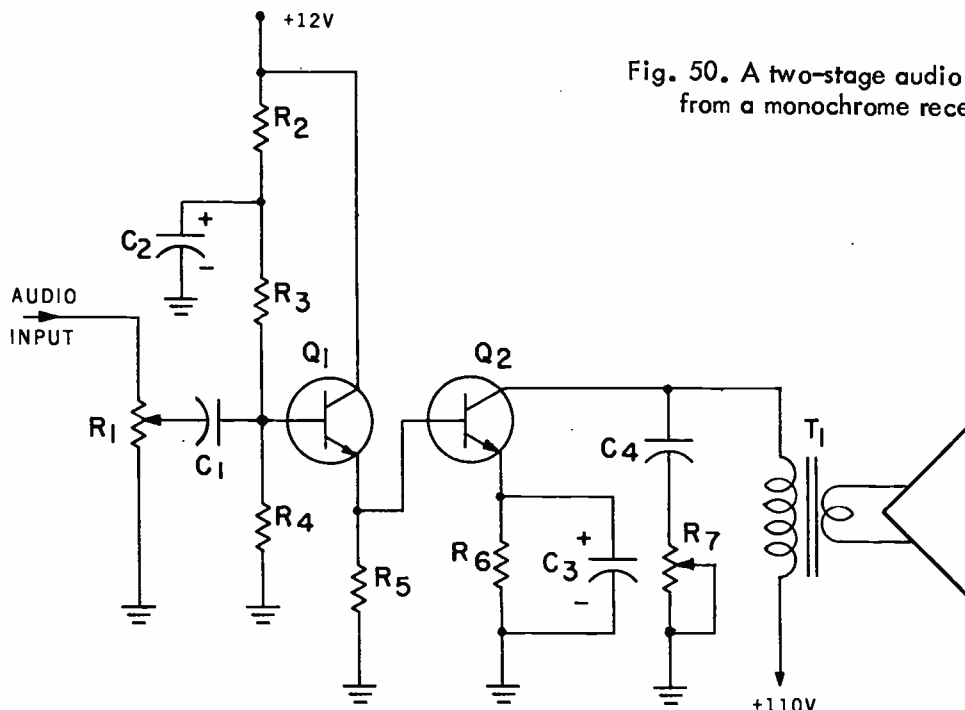 +12V
Fig. 50. A two-stage audio
from a monochrome rece
R2
C2
+
-
R3
AUDIO
INPUT
Q1
Q2
R1
C1
R4
R5
R6
+
C3
-
C4
R7
T1
+110V